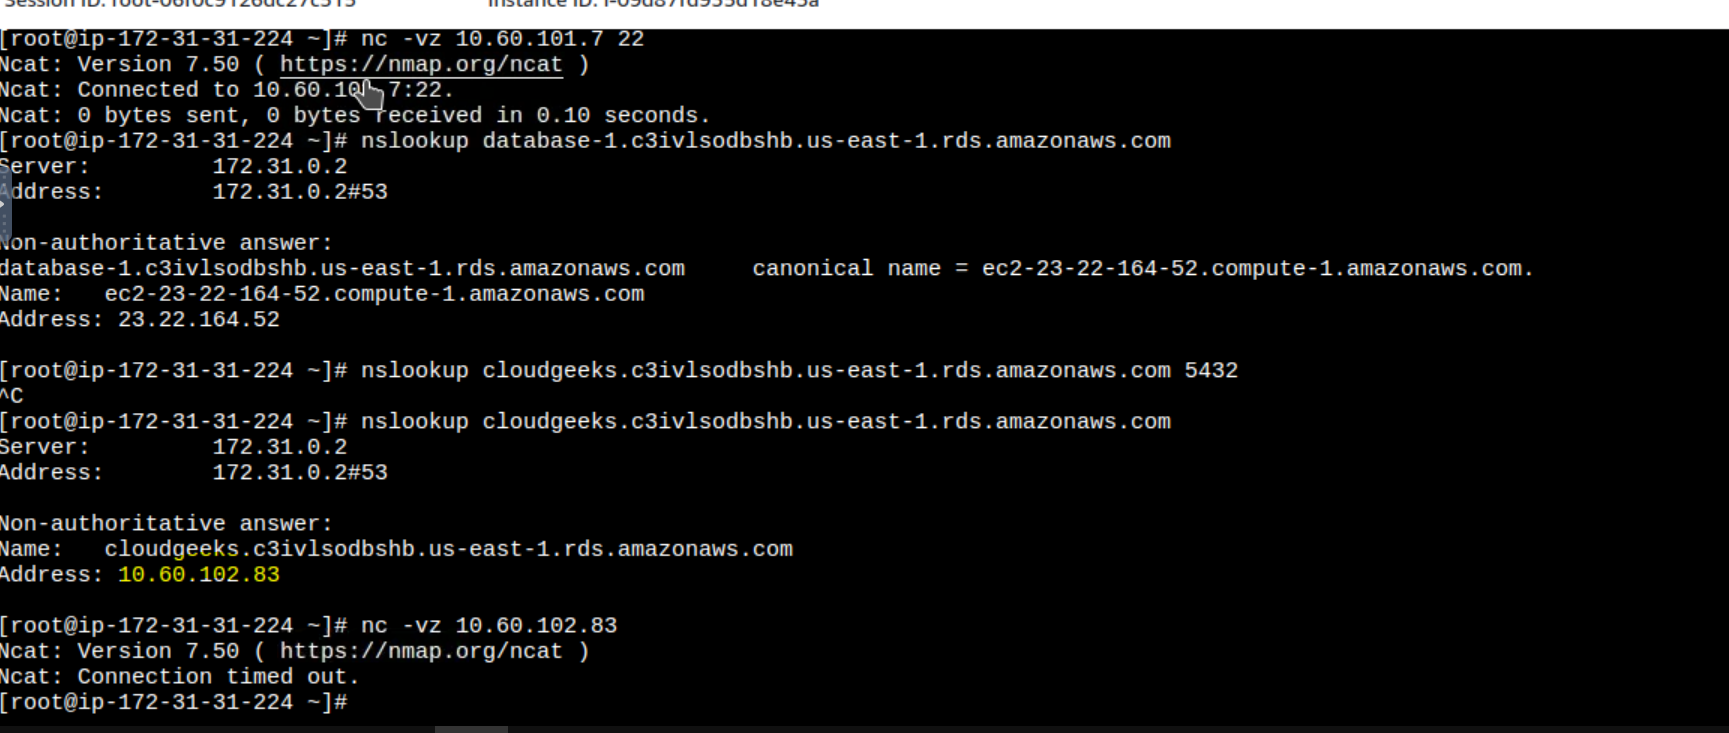 [root@ip-172-31-31-224 ~]# nc -vz 10.60.101.7 22
Ncat: Version 7.50 ( https://nmap.org/ncat )
Ncat: Connected to 10.60.10 7:22.
Ncat: 0 bytes sent, 0 bytes received in 0.10 seconds.
[root@ip-172-31-31-224 ~]# nslookup database-1.c3ivlsodbshb.us-east-1.rds.amazonaws.com
Server: 172.31.0.2
Address: 172.31.0.2#53
Non-authoritative answer:
database-1.c3ivlsodbshb.us-east-1.rds.amazonaws.com canonical name = ec2-23-22-164-52.compute-1.amazonaws.com.
Name: ec2-23-22-164-52.compute-1.amazonaws.com
Address: 23.22.164.52
[root@ip-172-31-31-224 ~]# nslookup cloudgeeks.c3ivlsodbshb.us-east-1.rds.amazonaws.com 5432
^C
[root@ip-172-31-31-224 ~]# nslookup cloudgeeks.c3ivlsodbshb.us-east-1.rds.amazonaws.com
Server: 172.31.0.2
Address: 172.31.0.2#53
Non-authoritative answer:
Name: cloudgeeks.c3ivlsodbshb.us-east-1.rds.amazonaws.com
Address: 10.60.102.83
[root@ip-172-31-31-224 ~]# nc -vz 10.60.102.83
Ncat: Version 7.50 ( https://nmap.org/ncat )
Ncat: Connection timed out.
[root@ip-172-31-31-224 ~]#